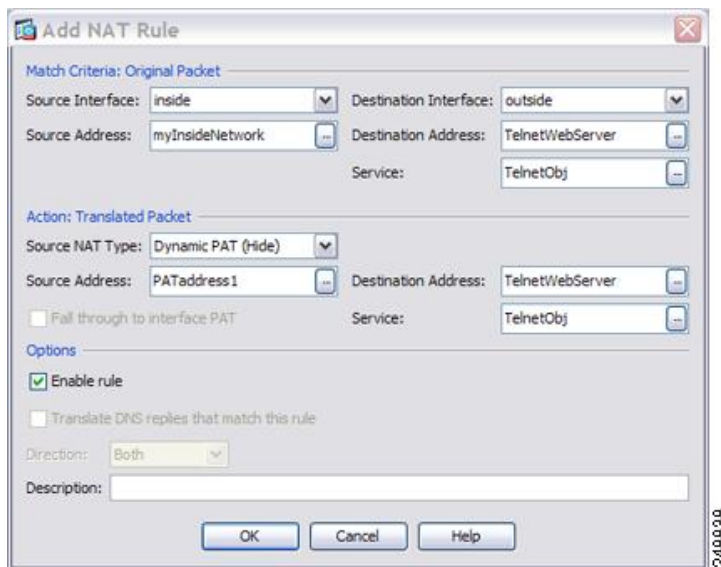 Add NAT Rule
Match Criteria: Original Packet
Source Interface: inside Destination Interface: outside
Source Address: myInsideNetwork ... Destination Address: TelnetWebServer ...
Service: TelnetObj ...
Action: Translated Packet
Source NAT Type: Dynamic PAT (Hide)
Source Address: PATaddress1 ... Destination Address: TelnetWebServer ...
Fall through to interface PAT Service: TelnetObj ...
Options
Enable rule
Translate DNS replies that match this rule
Direction: Both
Description:
OK Cancel Help